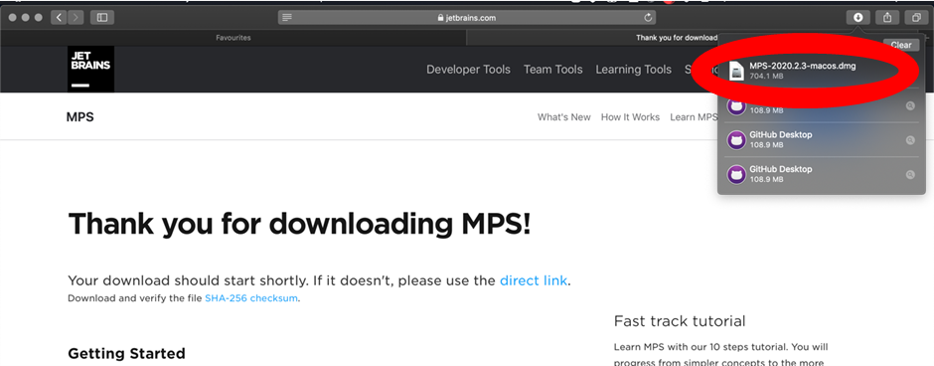 jetbrains.com
Favourites
Thank you for download
Clear
JET
BRAINS
Developer Tools Team Tools Learning Tools
MPS-2020.2.3-macos.dmg
704.1 MB
MPS
What's New How It Works Learn MPS
108.9 MB
GitHub Desktop
108.9 MB
GitHub Desktop
108.9 MB
Thank you for downloading MPS!
Your download should start shortly. If it doesn't, please use the direct link.
Download and verify the file SHA-256 checksum.
Fast track tutorial
Getting Started
Learn MPS with our 10 steps tutorial. You will
progress from simpler concepts to the more